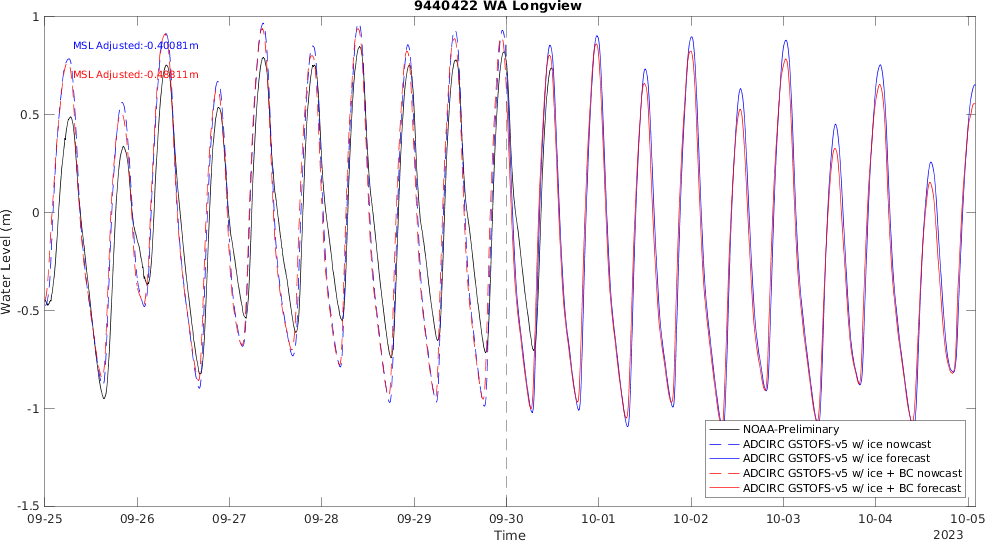 9440422 WA Longview
MSL Adjusted:-0.40081m
MSL Adjusted:-0.48811m
Water Level (m)
1
0.5
0
-0.5
-1
-1.5
NOAA-Preliminary
ADCIRC GSTOFS-v5 w/ ice nowcast
ADCIRC GSTOFS-v5 w/ ice forecast
ADCIRC GSTOFS-v5 w/ ice + BC nowcast
ADCIRC GSTOFS-v5 w/ ice + BC forecast
09-25 09-26 09-27 09-28 09-29 09-30 10-01 10-02 10-03 10-04 10-05
Time
2023